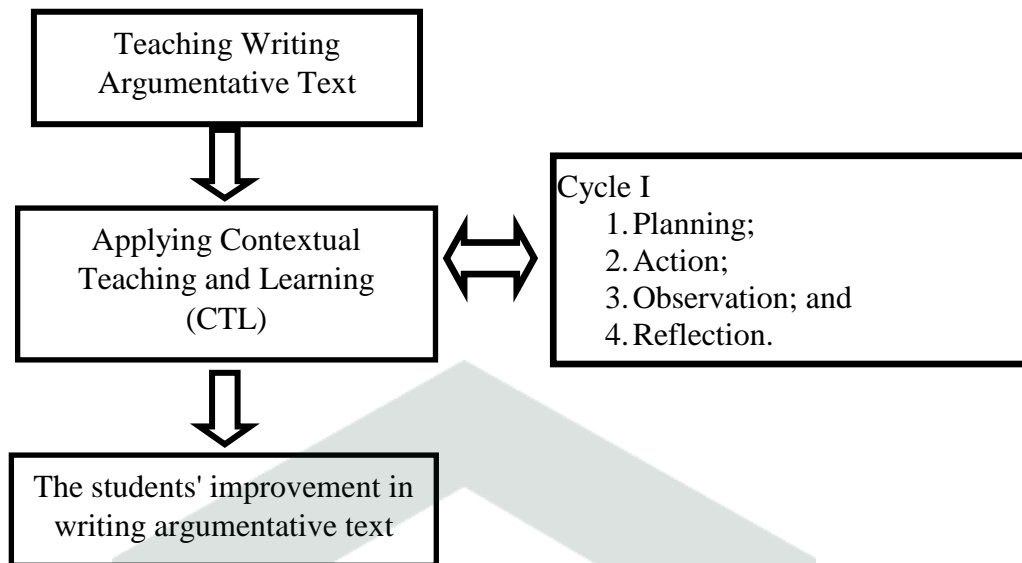 Teaching Writing
Argumentative Text
Applying Contextual
Teaching and Learning
(CTL)
Cycle I
1. Planning;
2. Action;
3. Observation; and
4. Reflection.
The students' improvement in
writing argumentative text